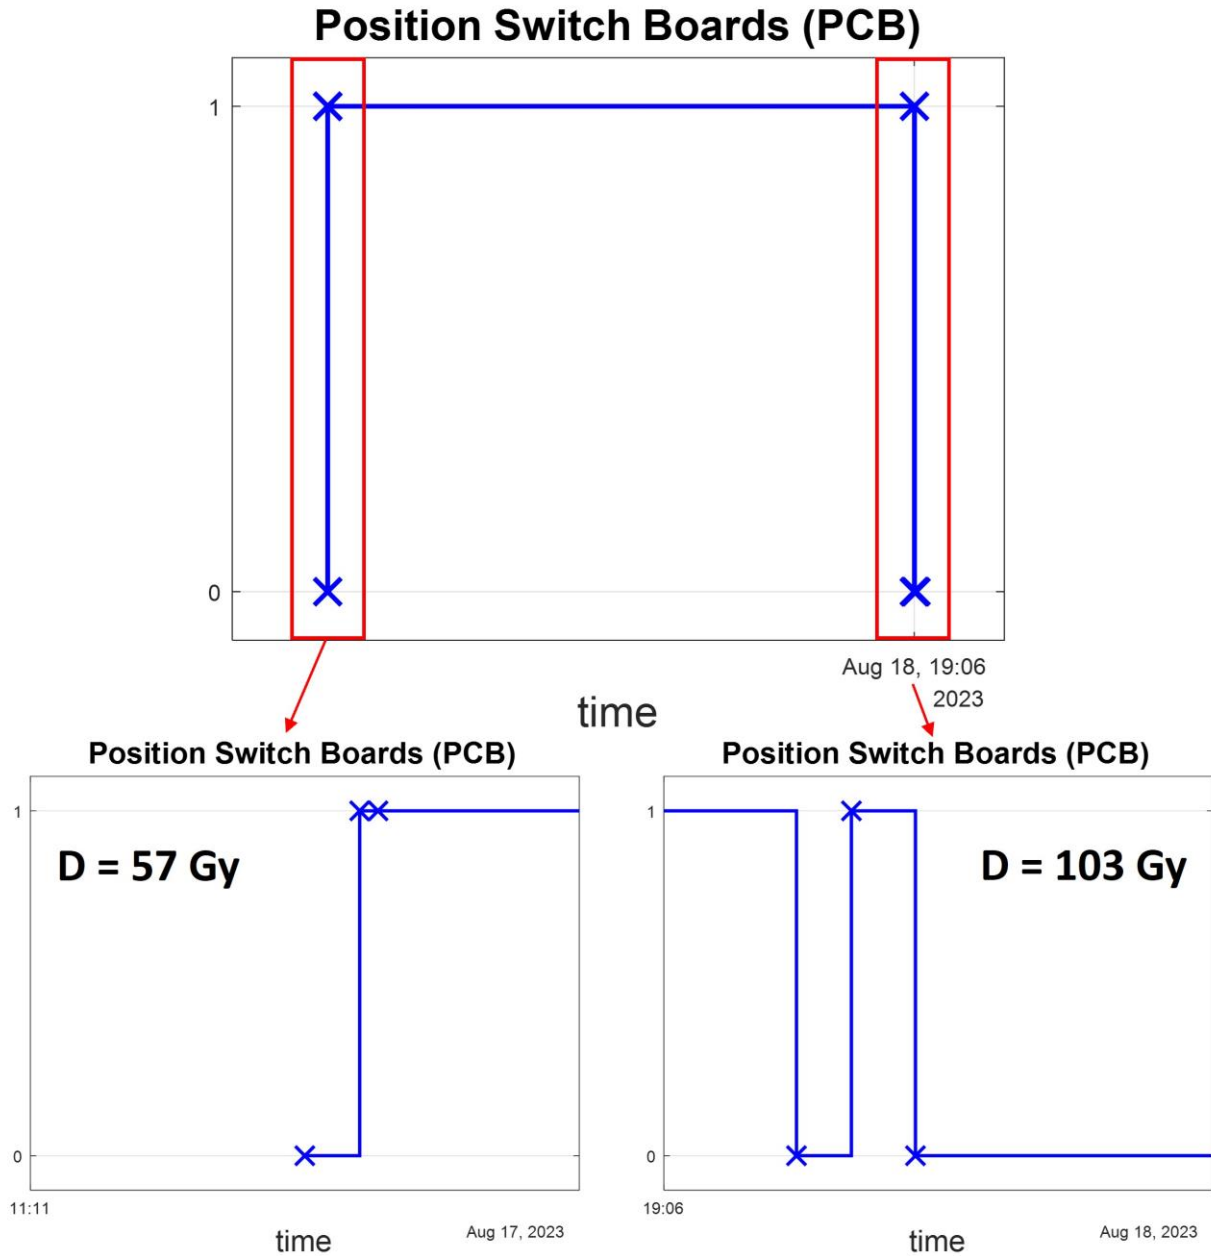 Position Switch Boards (PCB)
1
0
Aug 18, 19:06
2023
time
Position Switch Boards (PCB)
1
D = 57 Gy
0
11:11
time
Aug 17, 2023
Position Switch Boards (PCB)
1
D = 103 Gy
0
19:06
time
Aug 18, 2023